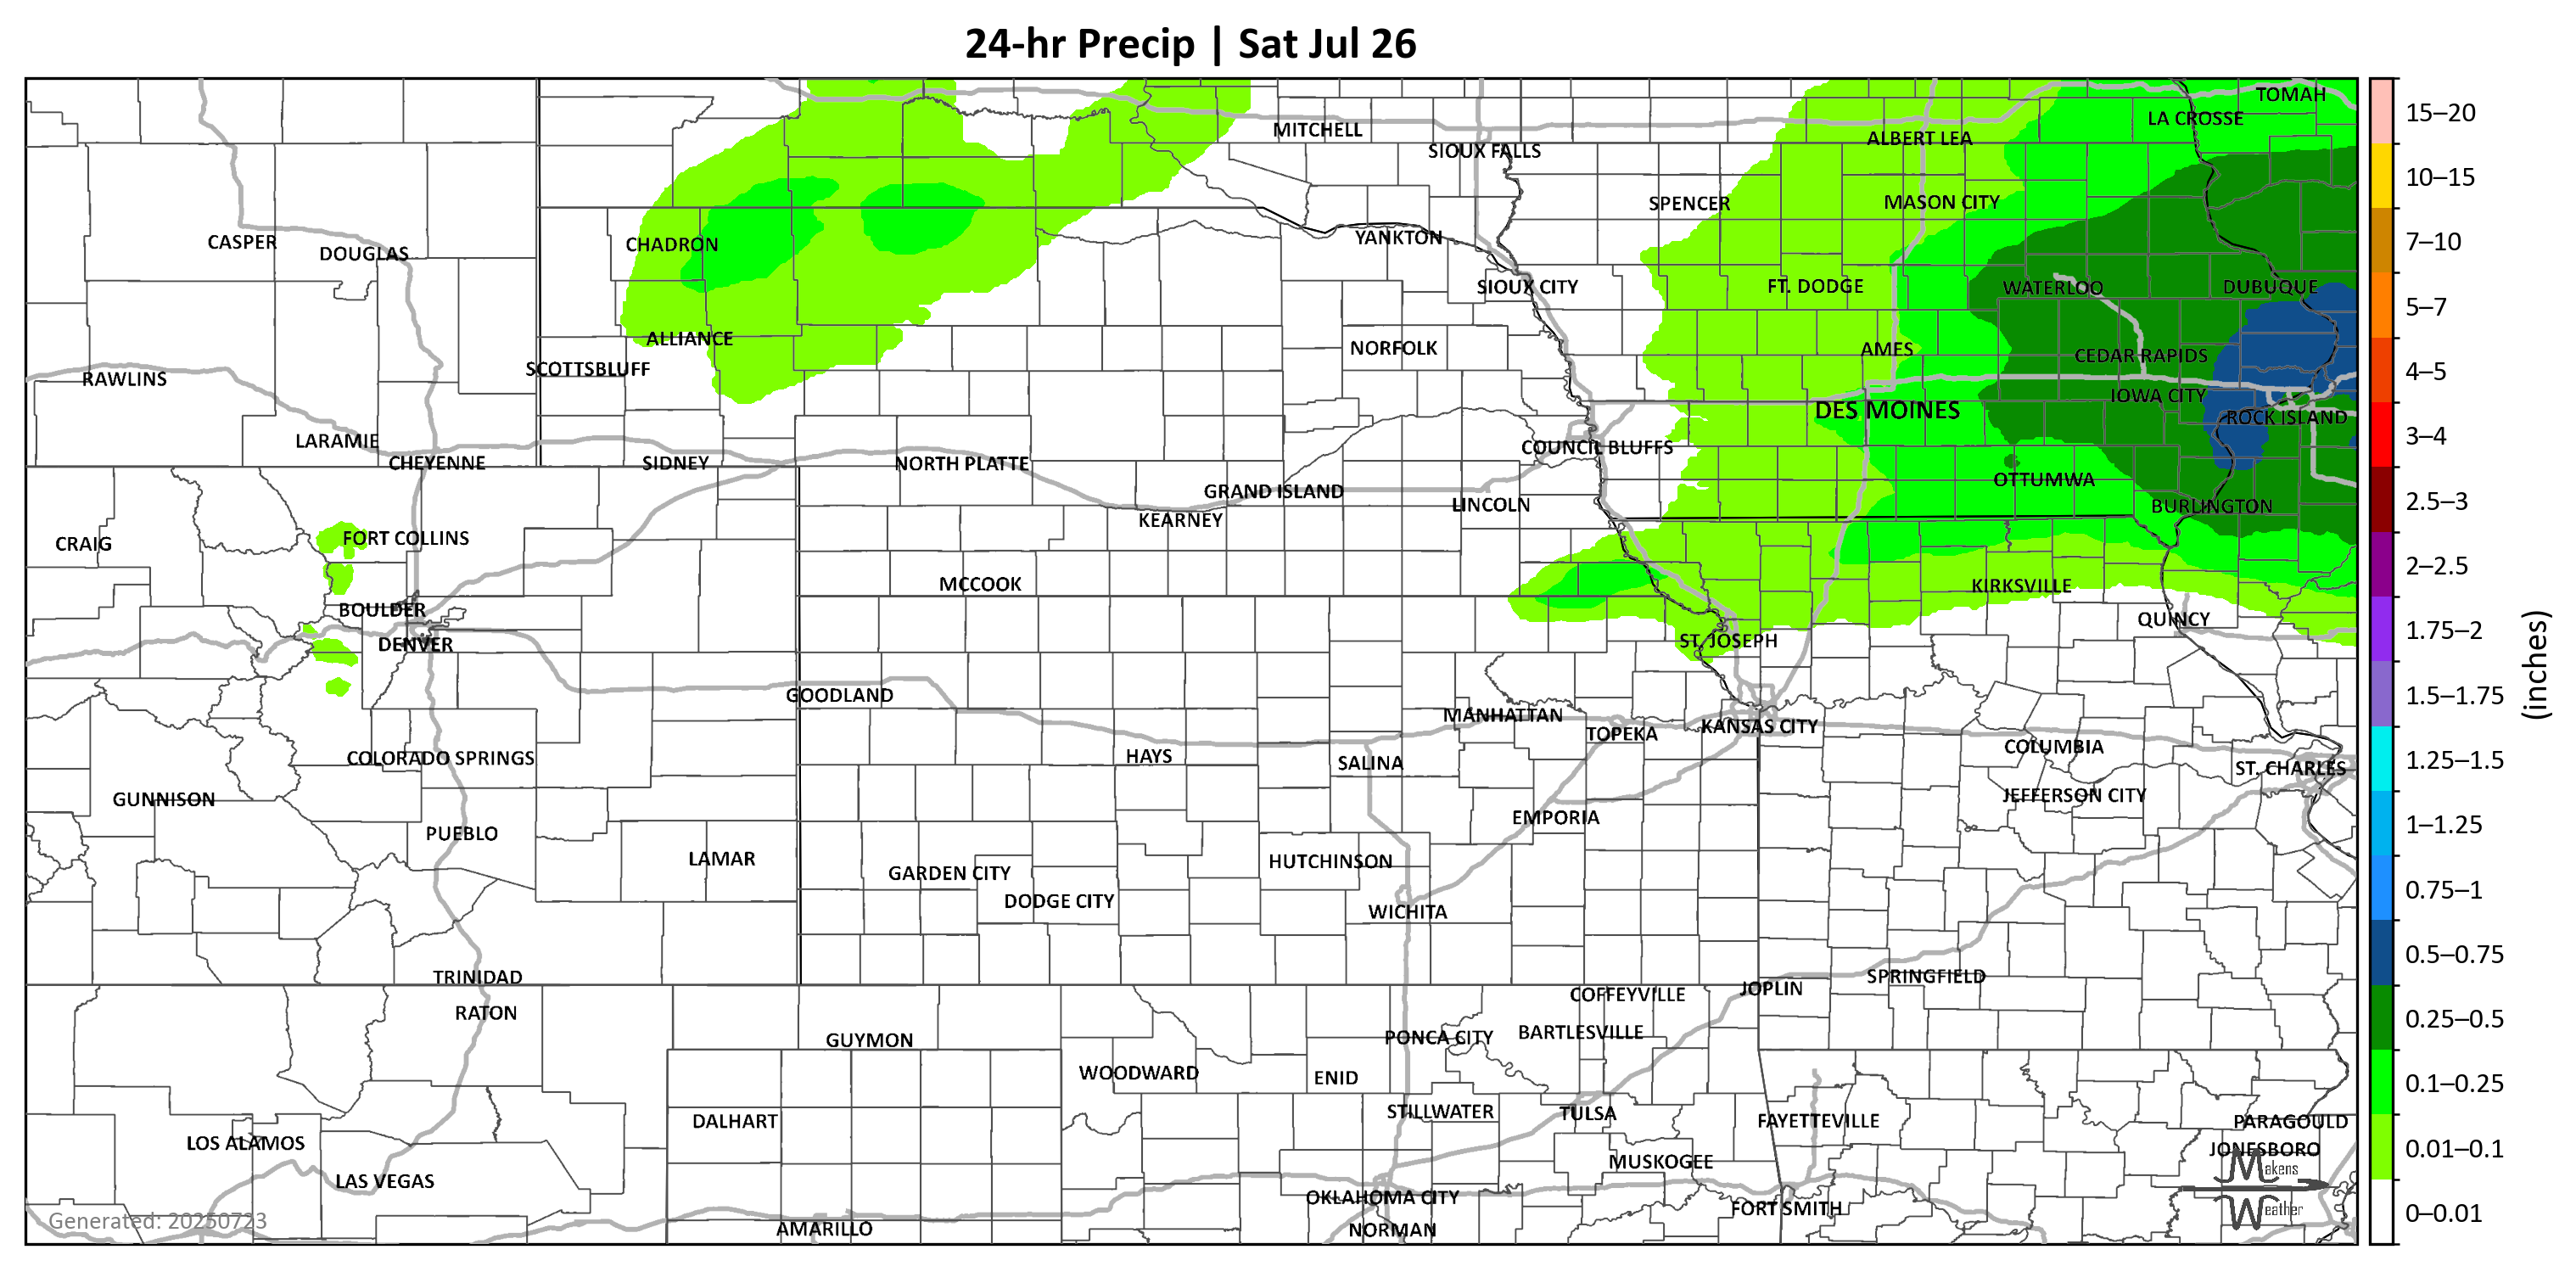 24-hr Precip | Sat Jul 26
TOMAH
LA CROSSE
MITCHELL
ALBERT LEA
SIOUX FALLS
SPENCER
MASON CITY
YANKTON
CASPER
CHADRON
DOUGLAS
SIOUX CITY
FT. DODGE
WATERLOO
DUBUQUE
ALLIANCE
NORFOLK
AMES
CEDAR RAPIDS
SCOTTSBLUFF
RAWLINS
IOWA CITY
DES MOINES
ROCK ISLAND
LARAMIE
COUNCIL BLUFFS
CHEYENNE
SIDNEY
NORTH PLATTE
OTTUMWA
GRAND ISLAND
LINCOLN
BURLINGTON
KEARNEY
FORT COLLINS
CRAIG
MCCOOK
KIRKSVILLE
BOULDER
QUINCY
DENVER
ST. JOSEPH
GOODLAND
MANHATTAN
KANSAS CITY
TOPEKA
COLUMBIA
COLORADO SPRINGS
HAYS
SALINA
ST. CHARLES
GUNNISON
JEFFERSON CITY
EMPORIA
PUEBLO
LAMAR
HUTCHINSON
GARDEN CITY
DODGE CITY
WICHITA
TRINIDAD
SPRINGFIELD
JOPLIN
COFFEYVILLE
RATON
BARTLESVILLE
GUYMON
PONCA CITY
WOODWARD
ENID
STILLWATER
TULSA
DALHART
FAYETTEVILLE
PARAGOULD
LOS ALAMOS
JONESBORO
MUSKOGEE
LAS VEGAS
OKLAHOMA CITY
FORT SMITH
AMARILLO
NORMAN
Generated: 20250723
Makens
Weather
15–20
10–15
7–10
5–7
4–5
3–4
2.5–3
2–2.5
1.75–2
1.5–1.75
1.25–1.5
1–1.25
0.75–1
0.5–0.75
0.25–0.5
0.1–0.25
0.01–0.1
0–0.01
(inches)